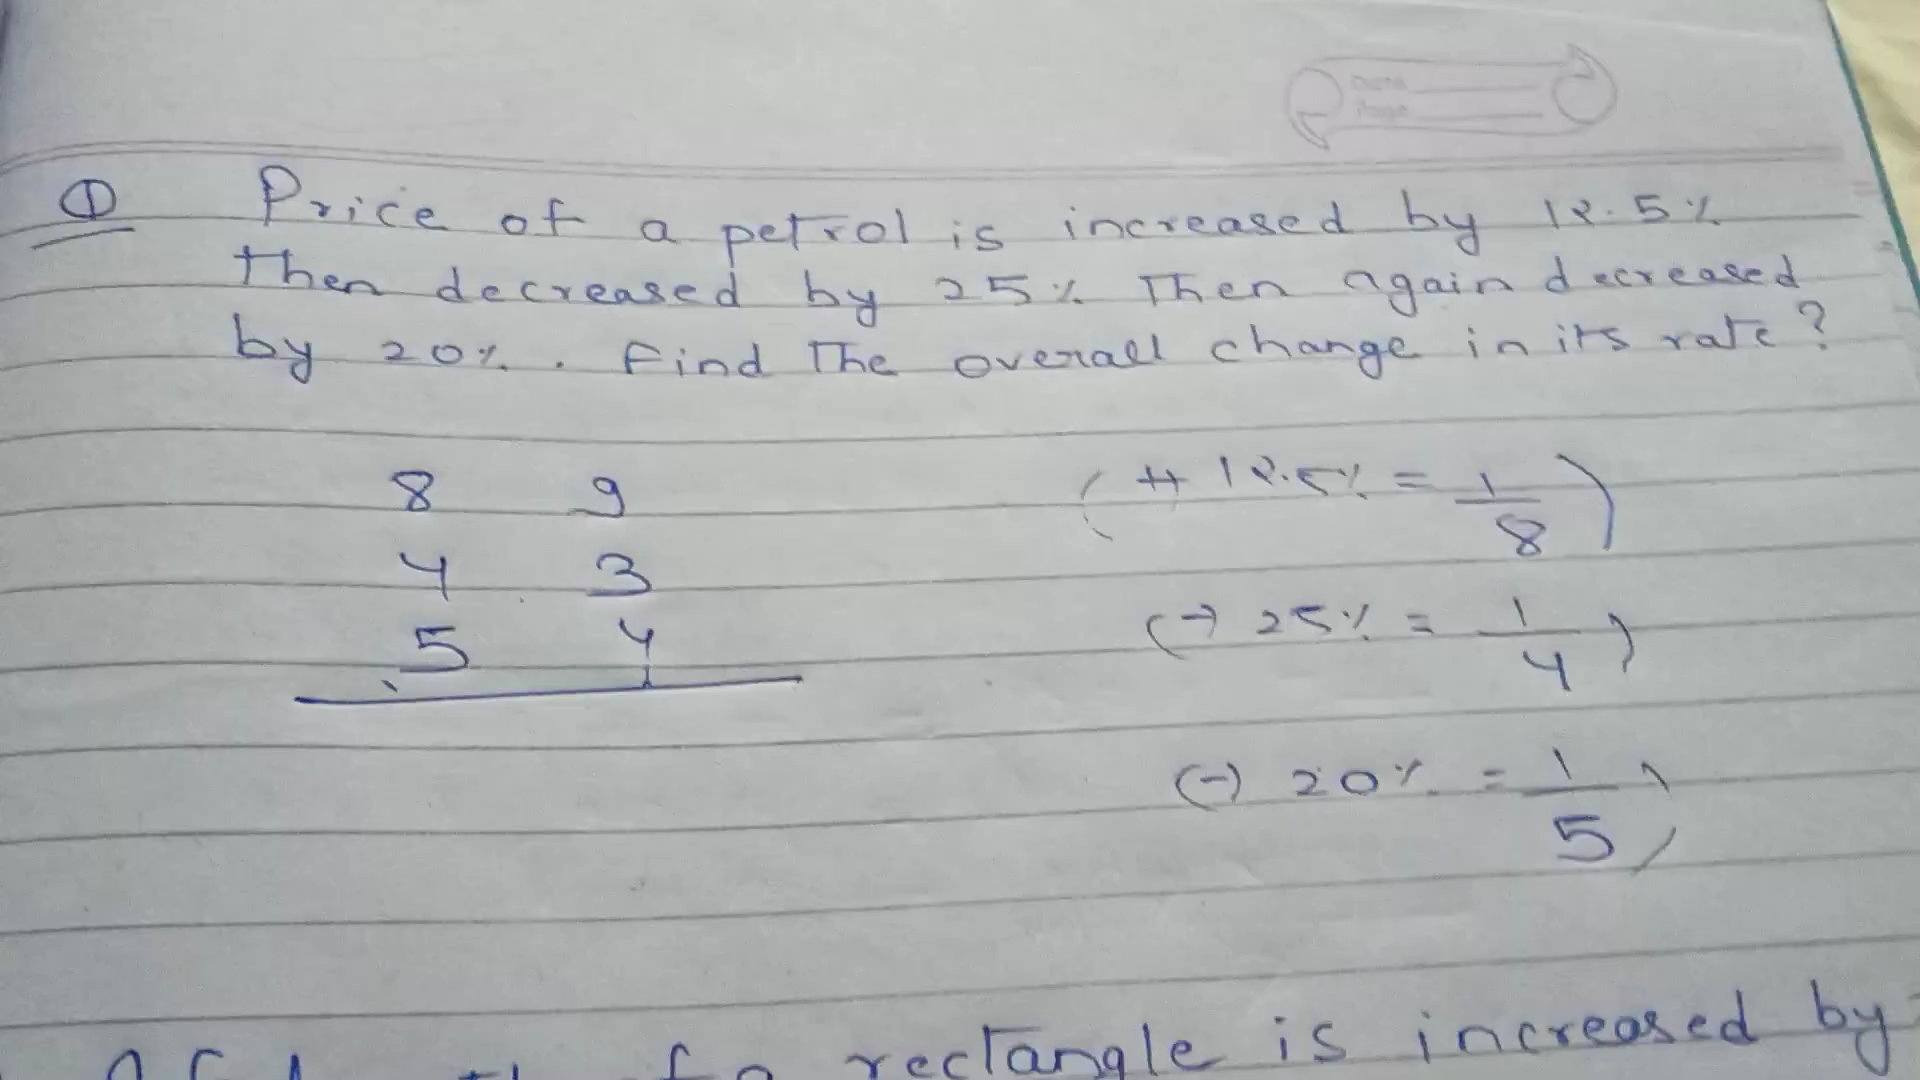 Date
Page
① Price of a petrol is increased by 12.5%
then decreased by 25% Then again decreased
by 20%. Find The overall change in its rate?
8 9 (+) 12.5% = 1/8)
4 3 (-) 25% = 1/4)
5 4
(-) 20% = 1/5)
rectangle is increased by